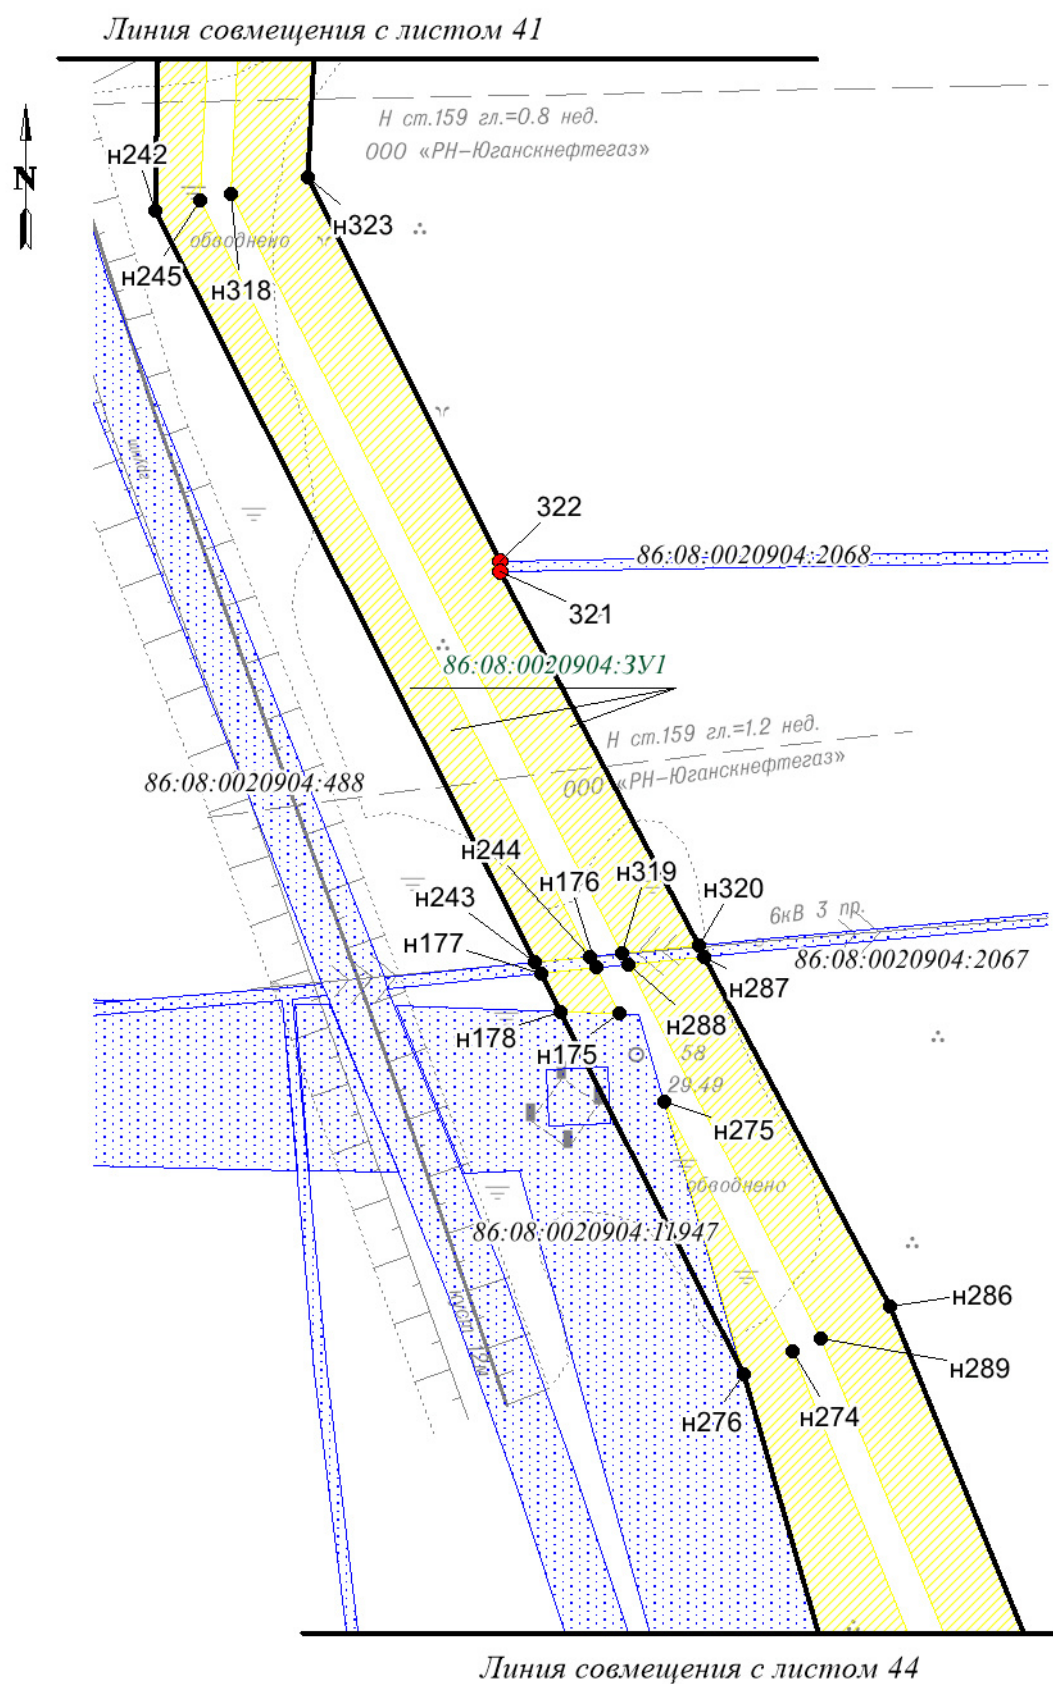 Линия совмещения с листом 41
Н ст.159 гл.=0.8 нед.
ООО «РН-Юганскнефтегаз»
н242
N
н323
обводнено
н245
н318
322
86:08:0020904:2068
321
86:08:0020904:ЗУ1
Н ст.159 гл.=1.2 нед.
ООО «РН-Юганскнефтегаз»
86:08:0020904:488
н244
н319
н176
н320
н243
6кВ 3 пр.
н177
86:08:0020904:2067
н287
н288
н178
н175
58
29.49
н275
обводнено
86:08:0020904:11947
н286
н289
н274
н276
Линия совмещения с листом 44